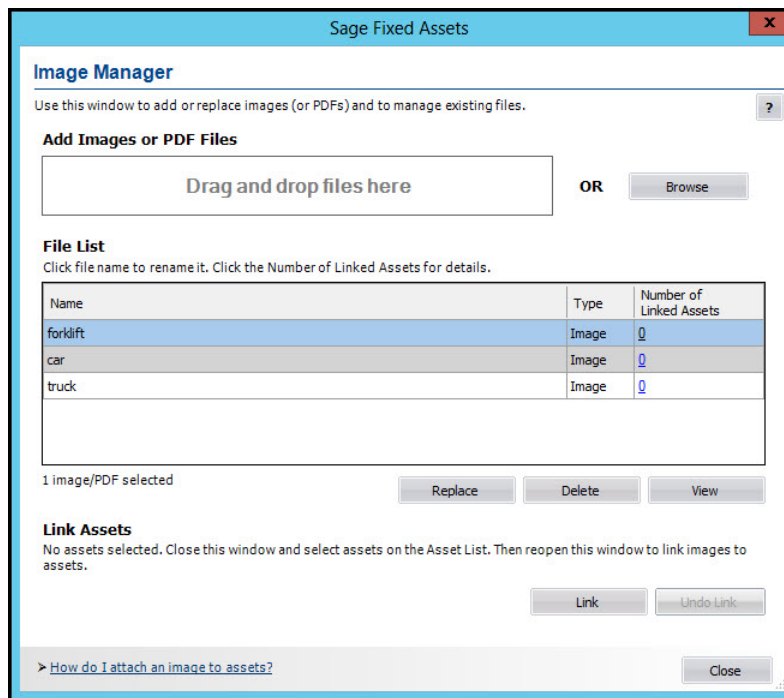 Sage Fixed Assets
x
Image Manager
Use this window to add or replace images (or PDFs) and to manage existing files.
?
Add Images or PDF Files
Drag and drop files here
OR
Browse
File List
Click file name to rename it. Click the Number of Linked Assets for details.
Name Type Number of
Linked Assets
forklift Image 0
car Image 0
truck Image 0
1 image/PDF selected
Replace Delete View
Link Assets
No assets selected. Close this window and select assets on the Asset List. Then reopen this window to link images to
assets.
Link Undo Link
➢ How do I attach an image to assets?
Close